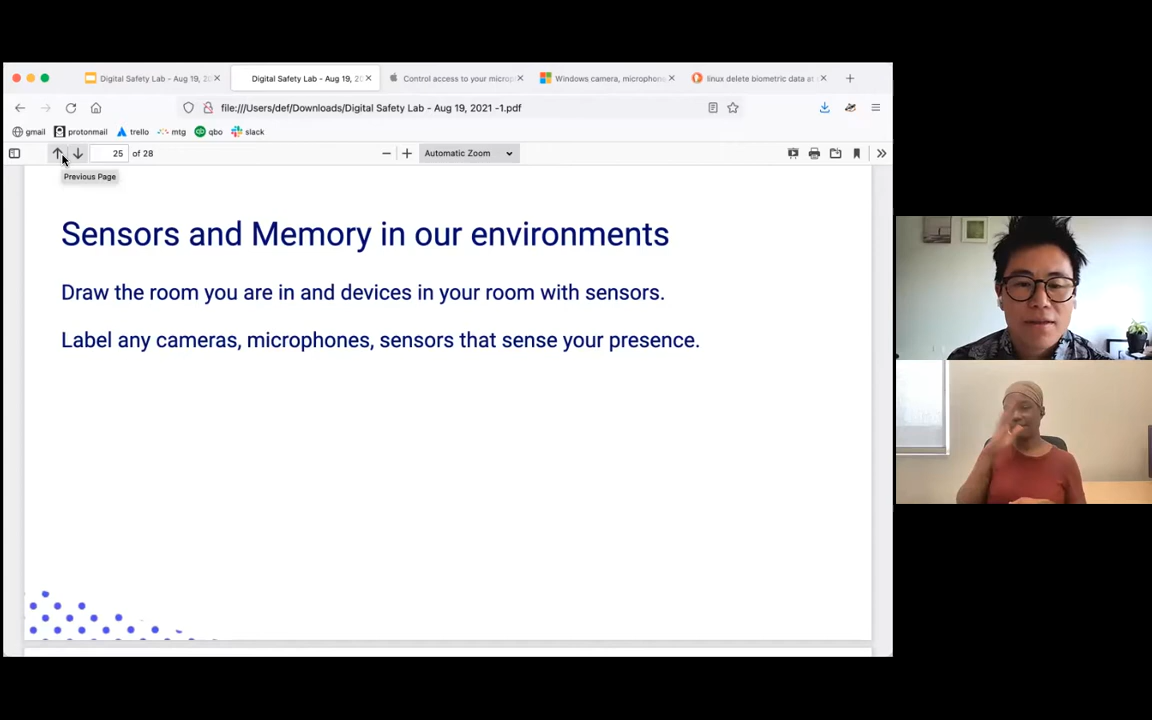 Digital Safety Lab - Aug 19, 20
Digital Safety Lab - Aug 19, 20
Control access to your microp
Windows camera, microphone
linux delete biometric data at
file:///Users/def/Downloads/Digital Safety Lab - Aug 19, 2021 -1.pdf
gmail protonmail trello mtg qbo slack
25 of 28 Automatic Zoom
Previous Page
Sensors and Memory in our environments
Draw the room you are in and devices in your room with sensors.
Label any cameras, microphones, sensors that sense your presence.